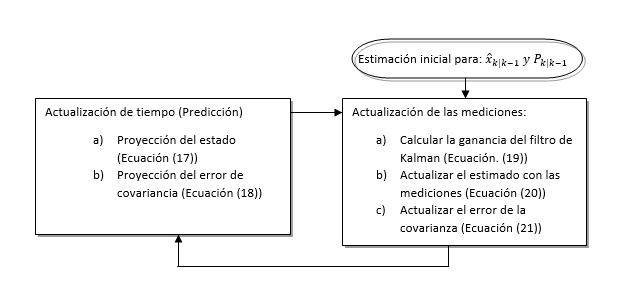 Estimación inicial para: x̂ₖ|ₖ₋₁ y Pₖ|ₖ₋₁
Actualización de tiempo (Predicción)
a) Proyección del estado
(Ecuación (17))
b) Proyección del error de
covariancia (Ecuación (18))
Actualización de las mediciones:
a) Calcular la ganancia del filtro de
Kalman (Ecuación. (19))
b) Actualizar el estimado con las
mediciones (Ecuación (20))
c) Actualizar el error de la
covarianza (Ecuación (21))